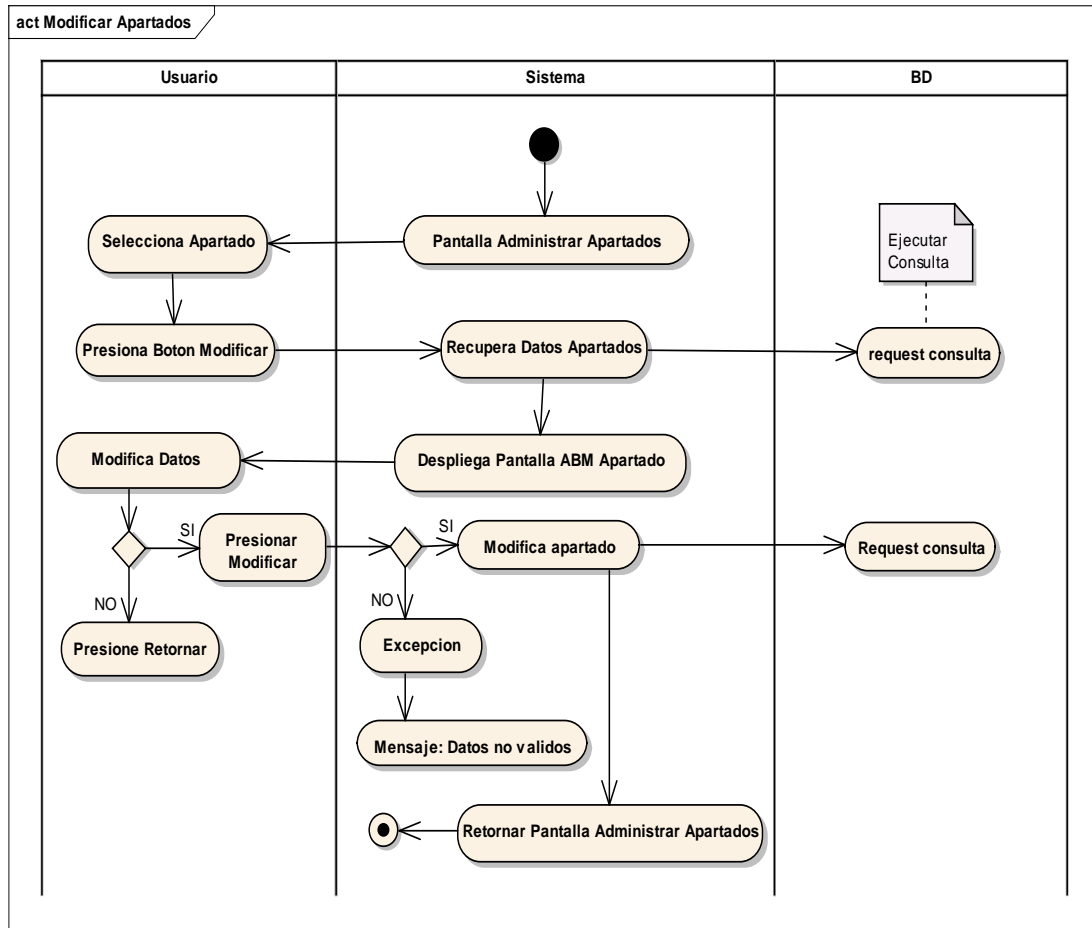 act Modificar Apartados
Usuario
Sistema
BD
Selecciona Apartado
Pantalla Administrar Apartados
Ejecutar
Consulta
Presiona Boton Modificar
Recupera Datos Apartados
request consulta
Modifica Datos
Despliega Pantalla ABM Apartado
SI
Presionar
Modificar
SI
Modifica apartado
Request consulta
NO
Presione Retornar
NO
Excepcion
Mensaje: Datos no validos
Retornar Pantalla Administrar Apartados